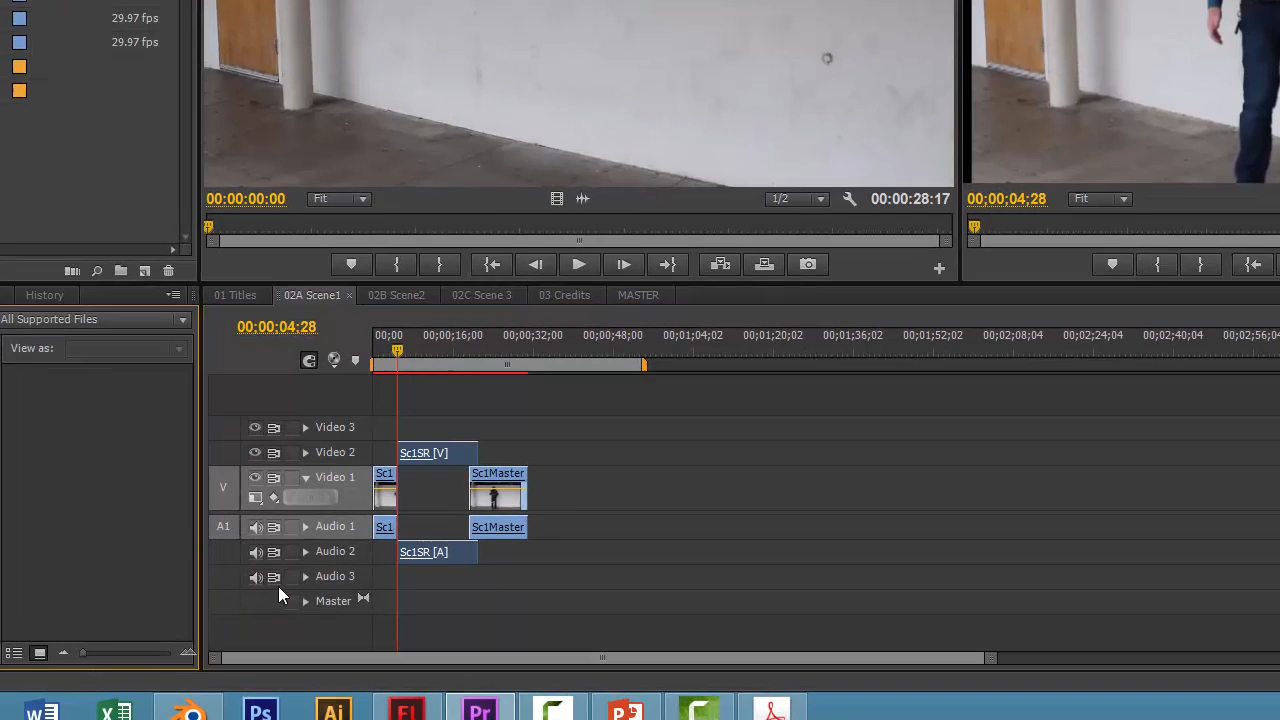 29.97 fps
29.97 fps
00:00:00:00 Fit 1/2 00:00:28:17 00:00:04:28 Fit
History 01 Titles 02A Scene1 × 02B Scene2 02C Scene 3 03 Credits MASTER
All Supported Files 00:00:04:28
View as: 00;00 00;00;16;00 00;00;32;00 00;00;48;00 00;01;04;02 00;01;20;02 00;01;36;02 00;01;52;02 00;02;08;04 00;02;24;04 00;02;40;04 00;02;56;04
Video 3
Video 2 Sc1SR [V]
V Video 1 Sc1 Sc1Master
A1 Audio 1 Sc1 Sc1Master
Audio 2 Sc1SR [A]
Audio 3
Master
W X Ps Ai Fl Pr C P C